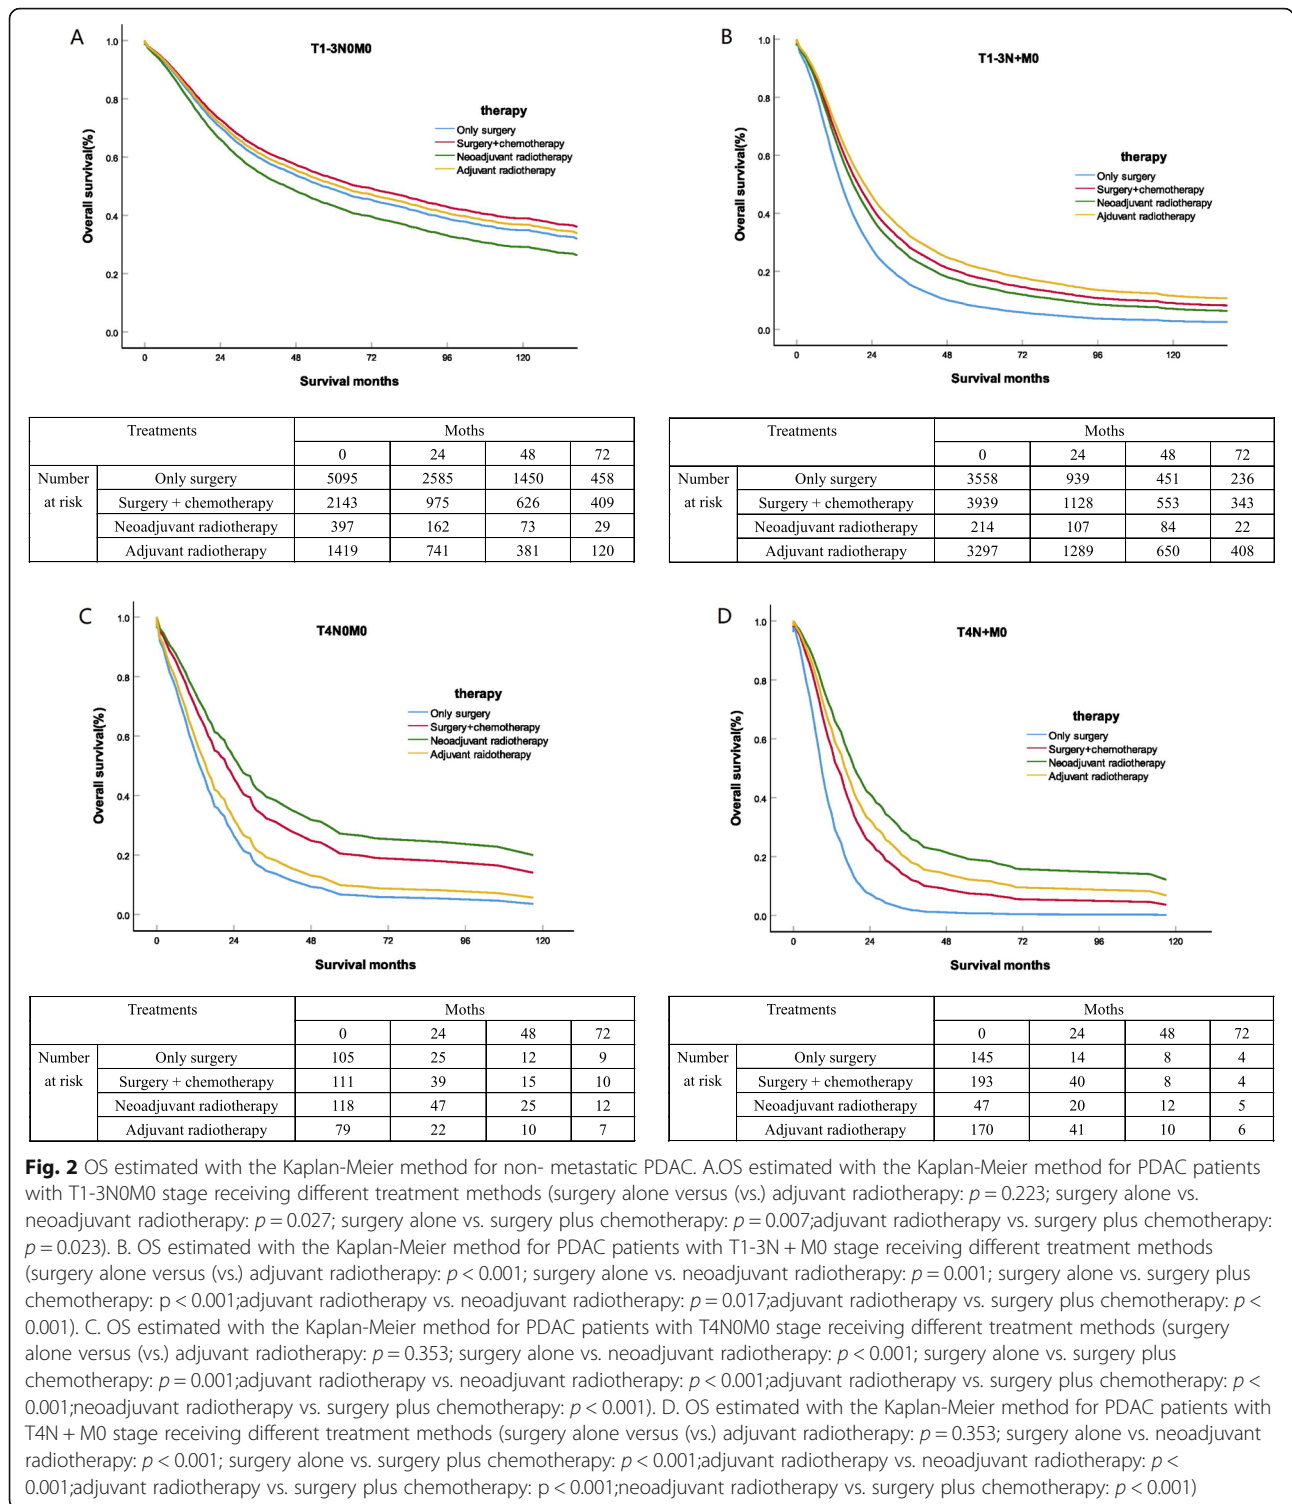 A
T1-3N0M0
1.0
0.8
0.6
0.4
0.2
0.0
Overall survival(%)
therapy
Only surgery
Surgery+chemotherapy
Neoadjuvant radiotherapy
Adjuvant radiotherapy
0 24 48 72 96 120
Survival months
B
T1-3N+M0
1.0
0.8
0.6
0.4
0.2
0.0
Overall survival(%)
therapy
Only surgery
Surgery+chemotherapy
Neoadjuvant radiotherapy
Ajduvant radiotherapy
0 24 48 72 96 120
Survival months
Treatments Moths
0 24 48 72
Number at risk
Only surgery 5095 2585 1450 458
Surgery + chemotherapy 2143 975 626 409
Neoadjuvant radiotherapy 397 162 73 29
Adjuvant radiotherapy 1419 741 381 120
Treatments Moths
0 24 48 72
Number at risk
Only surgery 3558 939 451 236
Surgery + chemotherapy 3939 1128 553 343
Neoadjuvant radiotherapy 214 107 84 22
Adjuvant radiotherapy 3297 1289 650 408
C
T4N0M0
1.0
0.8
0.6
0.4
0.2
0.0
Overall survival(%)
therapy
Only surgery
Surgery+chemotherapy
Neoadjuvant radiotherapy
Adjuvant raidotherapy
0 24 48 72 96 120
Survival months
D
T4N+M0
1.0
0.8
0.6
0.4
0.2
0.0
Overall survival(%)
therapy
Only surgery
Surgery+chemotherapy
Neoadjuvant radiotherapy
Adjuvant radiotherapy
0 24 48 72 96 120
Survival months
Treatments Moths
0 24 48 72
Number at risk
Only surgery 105 25 12 9
Surgery + chemotherapy 111 39 15 10
Neoadjuvant radiotherapy 118 47 25 12
Adjuvant radiotherapy 79 22 10 7
Treatments Moths
0 24 48 72
Number at risk
Only surgery 145 14 8 4
Surgery + chemotherapy 193 40 8 4
Neoadjuvant radiotherapy 47 20 12 5
Adjuvant radiotherapy 170 41 10 6
Fig. 2 OS estimated with the Kaplan-Meier method for non- metastatic PDAC. A.OS estimated with the Kaplan-Meier method for PDAC patients
with T1-3N0M0 stage receiving different treatment methods (surgery alone versus (vs.) adjuvant radiotherapy: p = 0.223; surgery alone vs.
neoadjuvant radiotherapy: p = 0.027; surgery alone vs. surgery plus chemotherapy: p = 0.007;adjuvant radiotherapy vs. surgery plus chemotherapy:
p = 0.023). B. OS estimated with the Kaplan-Meier method for PDAC patients with T1-3N + M0 stage receiving different treatment methods
(surgery alone versus (vs.) adjuvant radiotherapy: p < 0.001; surgery alone vs. neoadjuvant radiotherapy: p = 0.001; surgery alone vs. surgery plus
chemotherapy: p < 0.001;adjuvant radiotherapy vs. neoadjuvant radiotherapy: p = 0.017;adjuvant radiotherapy vs. surgery plus chemotherapy: p <
0.001). C. OS estimated with the Kaplan-Meier method for PDAC patients with T4N0M0 stage receiving different treatment methods (surgery
alone versus (vs.) adjuvant radiotherapy: p = 0.353; surgery alone vs. neoadjuvant radiotherapy: p < 0.001; surgery alone vs. surgery plus
chemotherapy: p = 0.001;adjuvant radiotherapy vs. neoadjuvant radiotherapy: p < 0.001;adjuvant radiotherapy vs. surgery plus chemotherapy: p <
0.001;neoadjuvant radiotherapy vs. surgery plus chemotherapy: p < 0.001). D. OS estimated with the Kaplan-Meier method for PDAC patients with
T4N + M0 stage receiving different treatment methods (surgery alone versus (vs.) adjuvant radiotherapy: p = 0.353; surgery alone vs. neoadjuvant
radiotherapy: p < 0.001; surgery alone vs. surgery plus chemotherapy: p < 0.001;adjuvant radiotherapy vs. neoadjuvant radiotherapy: p <
0.001;adjuvant radiotherapy vs. surgery plus chemotherapy: p < 0.001;neoadjuvant radiotherapy vs. surgery plus chemotherapy: p < 0.001)